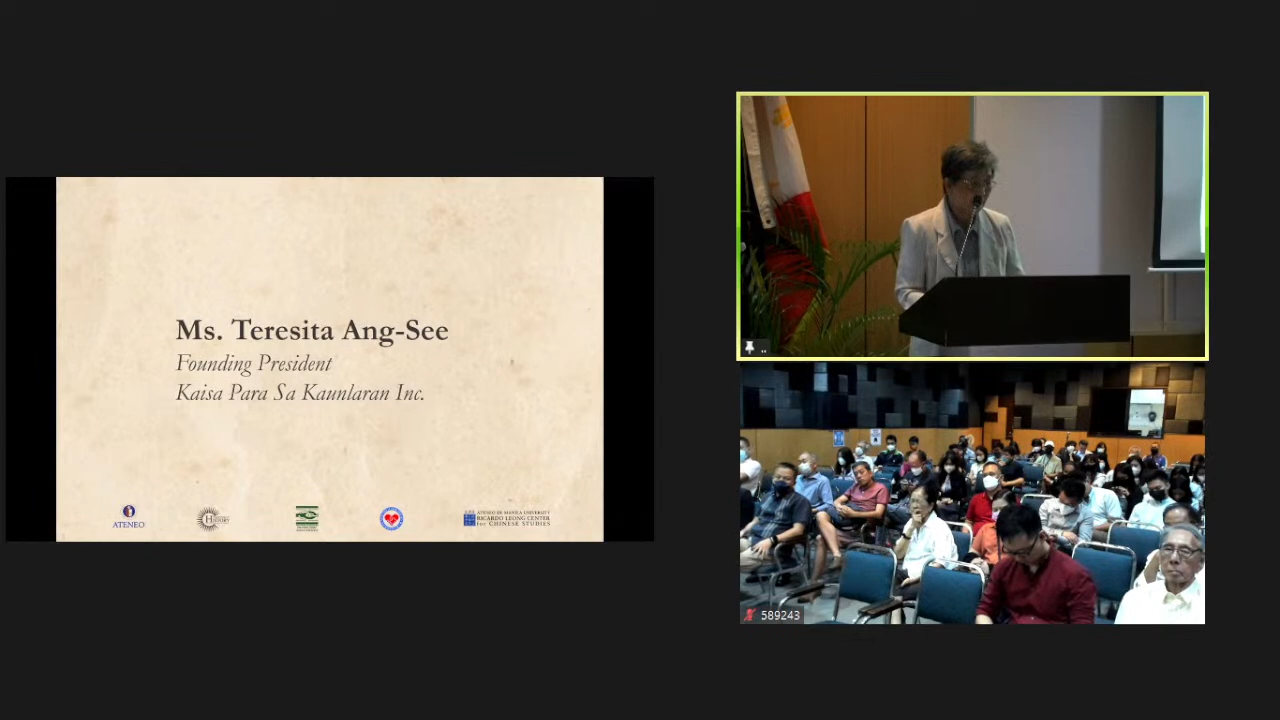 Ms. Teresita Ang-See
Founding President
Kaisa Para Sa Kaunlaran Inc.
ATENEO
HISTORY
ATENEO DE MANILA UNIVERSITY
RICARDO LEONG CENTER
for CHINESE STUDIES
..
589243